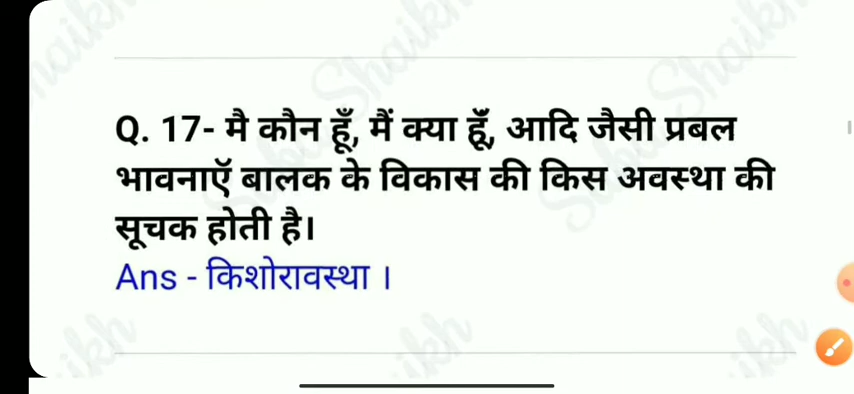 Q. 17- मै कौन हूँ, मैं क्या हूँ, आदि जैसी प्रबल
भावनाऍ बालक के विकास की किस अवस्था की
सूचक होती है।
Ans - किशोरावस्था ।